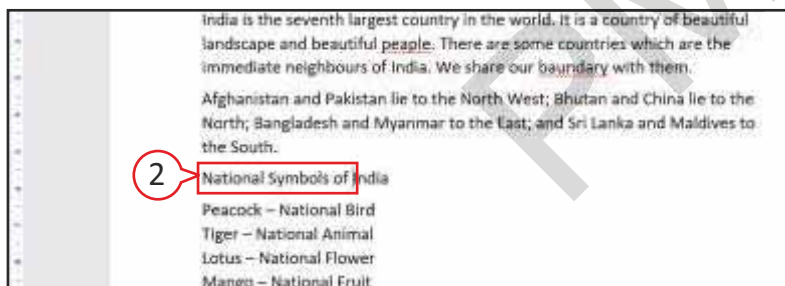 India is the seventh largest country in the world. It is a country of beautiful
landscape and beautiful peaple. There are some countries which are the
immediate neighbours of India. We share our baundary with them.
Afghanistan and Pakistan lie to the North West; Bhutan and China lie to the
North; Bangladesh and Myanmar to the East; and Sri Lanka and Maldives to
the South.
2
National Symbols of India
Peacock – National Bird
Tiger – National Animal
Lotus – National Flower
Mango – National Fruit